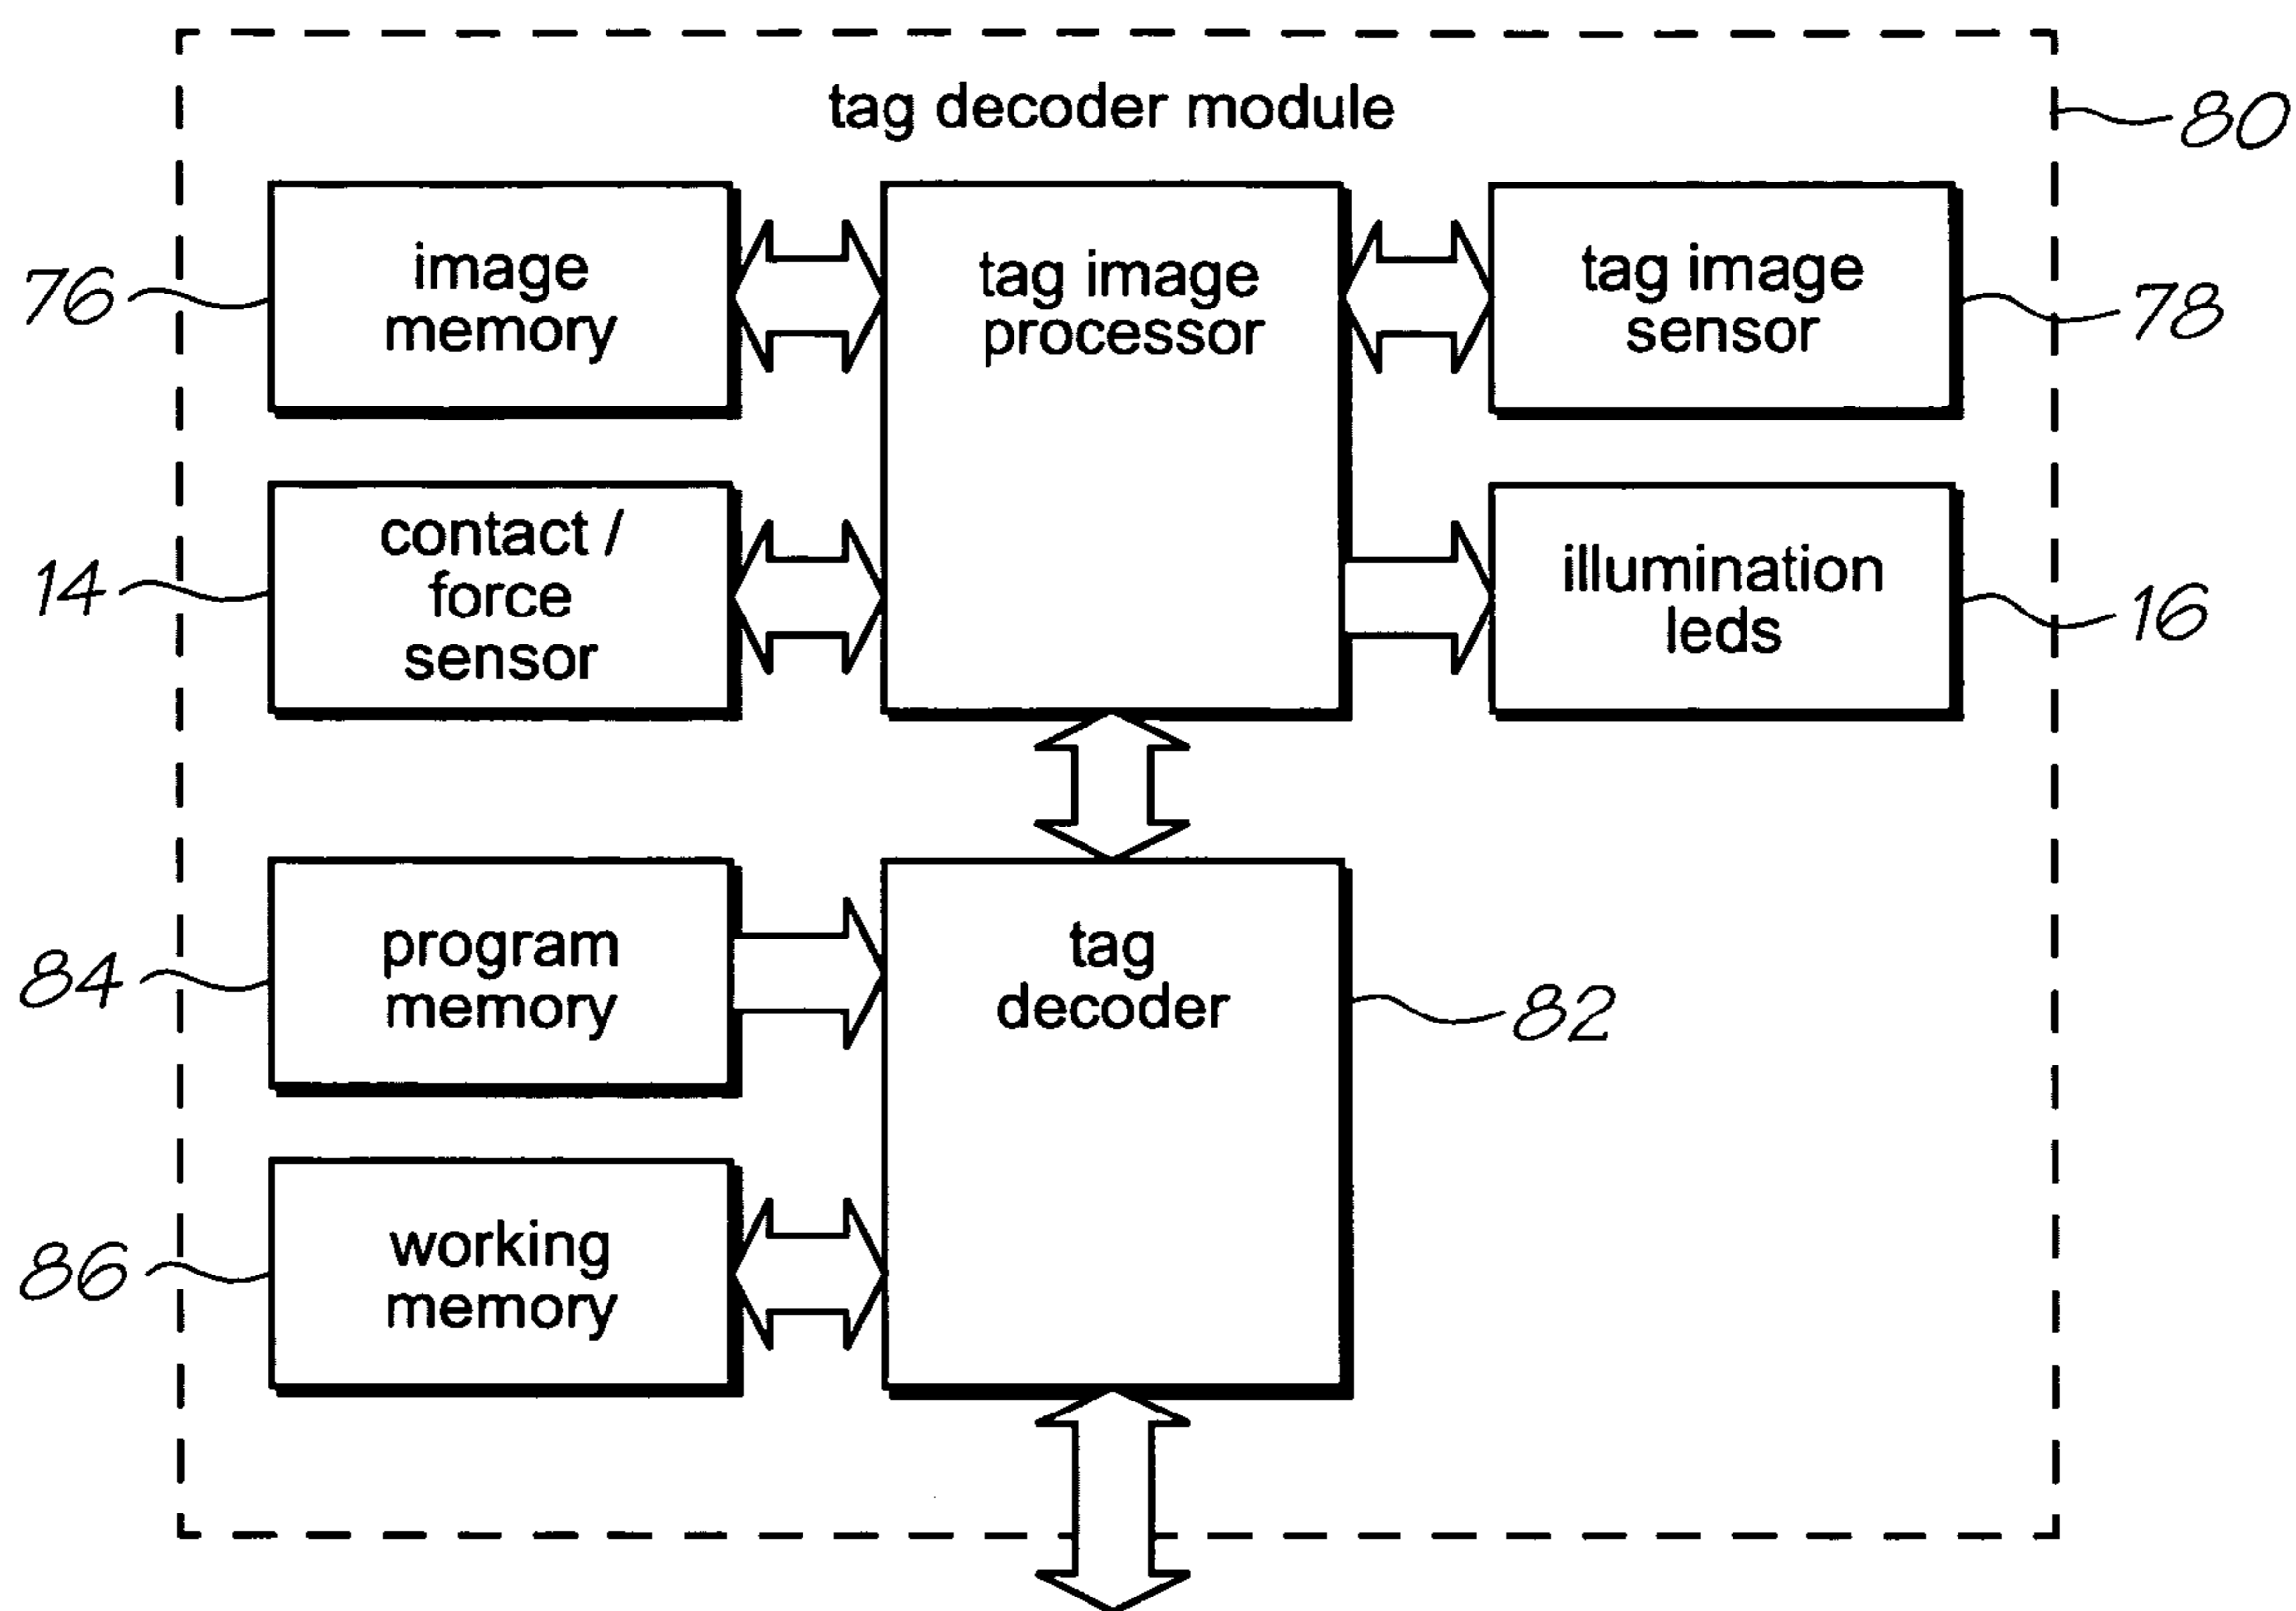 tag decoder module
80
76
image
memory
tag image
processor
tag image
sensor
78
14
contact /
force
sensor
illumination
leds
16
84
program
memory
tag
decoder
82
86
working
memory